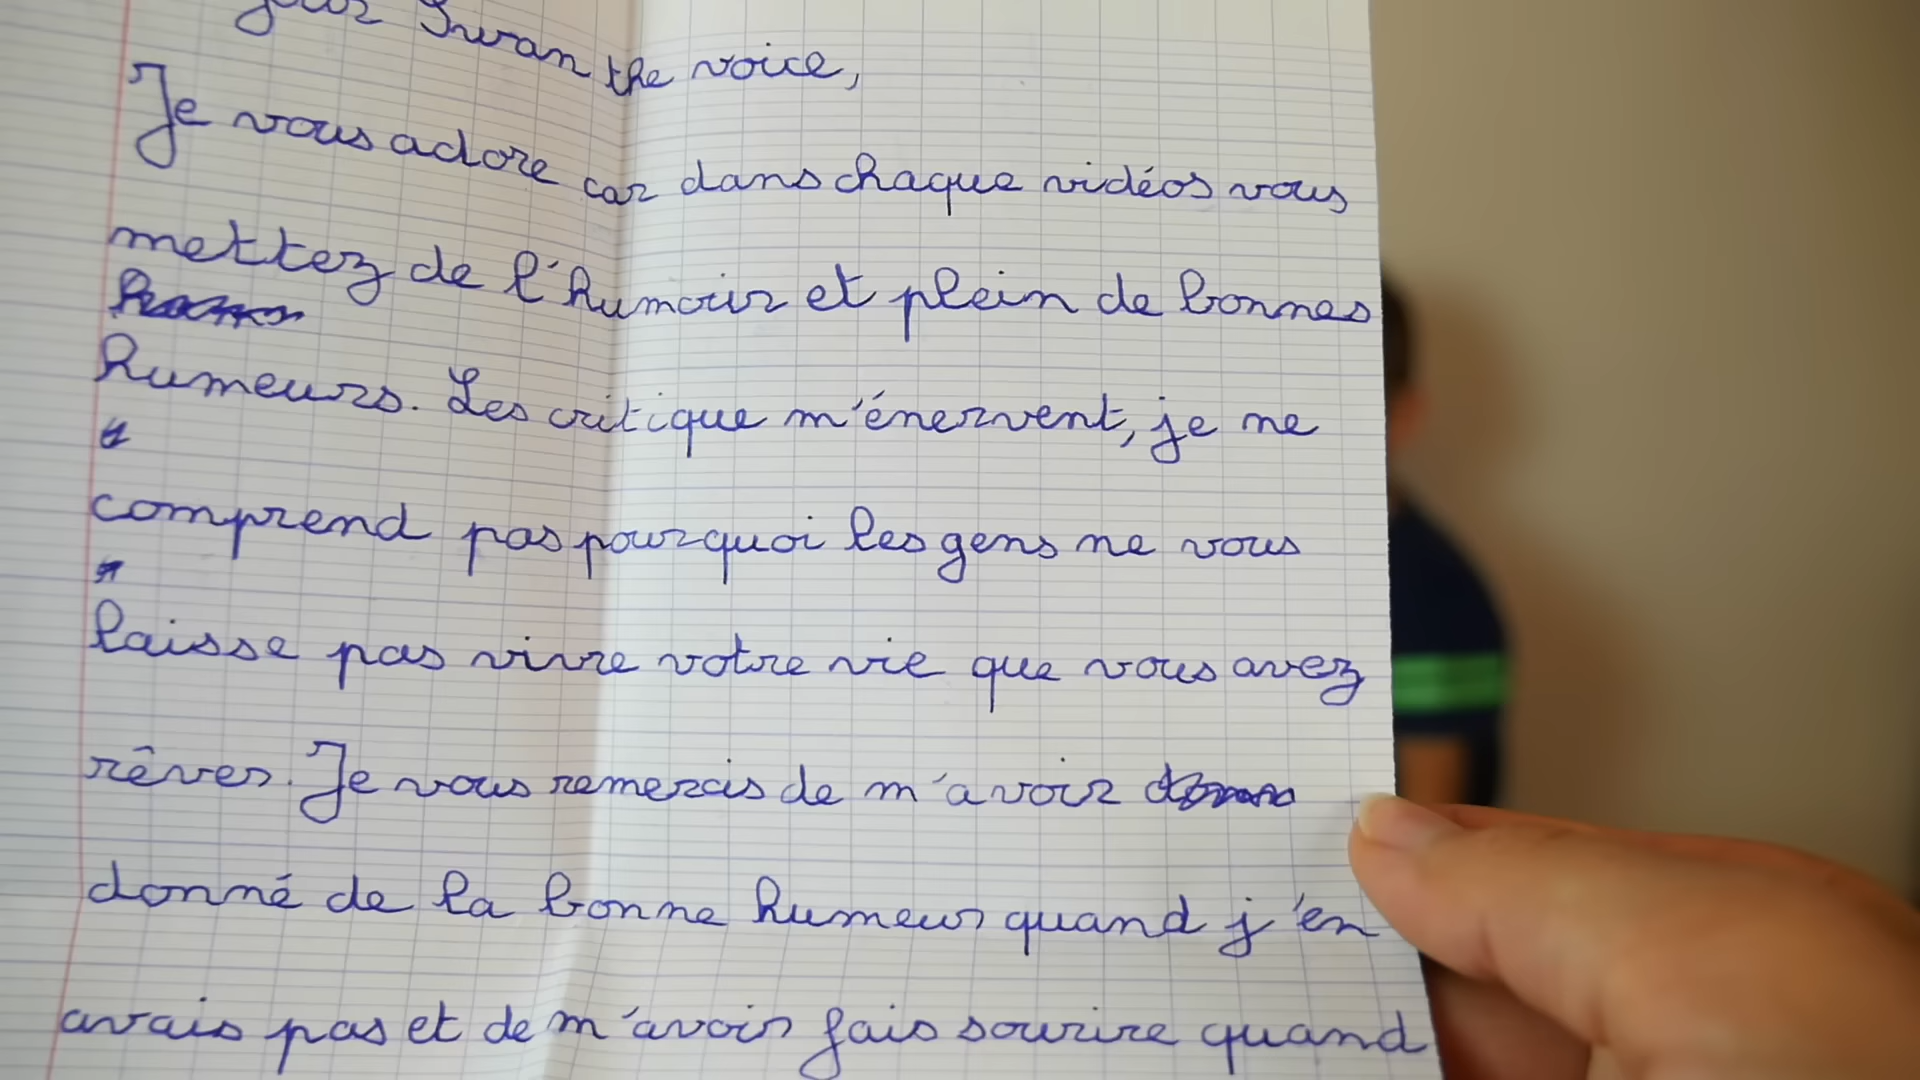 pour Swan the voice,
Je vous adore car dans chaque vidéos vous
mettez de l'humour et plein de bonnes
humeurs. Les critique m'énervent, je ne
comprend pas pourquoi les gens ne vous
laisse pas vivre votre vie que vous avez
rêver. Je vous remercis de m'avoir
donné de la bonne humeur quand j'en
avais pas et de m'avoir fais sourire quand